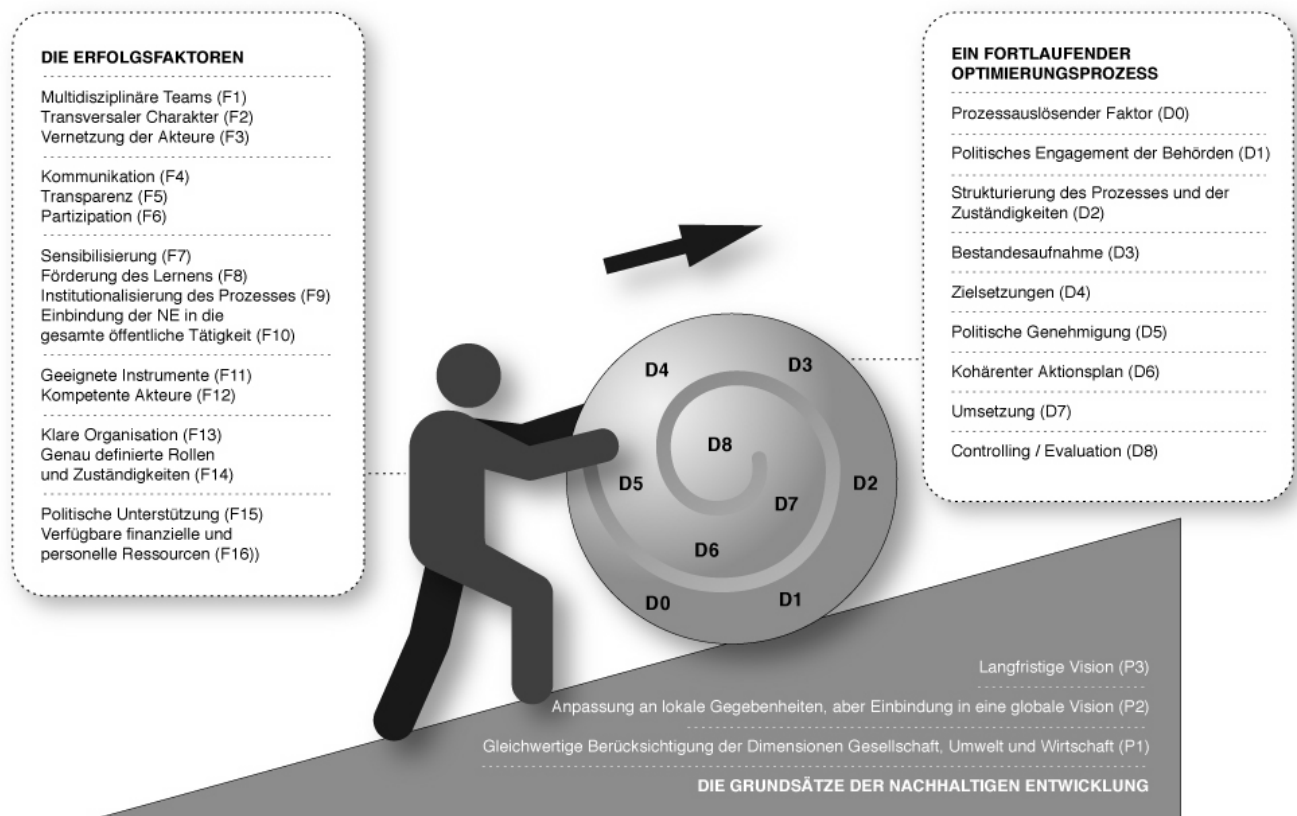 DIE ERFOLGSFAKTOREN
Multidisziplinäre Teams (F1)
Transversaler Charakter (F2)
Vernetzung der Akteure (F3)
Kommunikation (F4)
Transparenz (F5)
Partizipation (F6)
Sensibilisierung (F7)
Förderung des Lernens (F8)
Institutionalisierung des Prozesses (F9)
Einbindung der NE in die
gesamte öffentliche Tätigkeit (F10)
Geeignete Instrumente (F11)
Kompetente Akteure (F12)
Klare Organisation (F13)
Genau definierte Rollen
und Zuständigkeiten (F14)
Politische Unterstützung (F15)
Verfügbare finanzielle und
personelle Ressourcen (F16))
EIN FORTLAUFENDER
OPTIMIERUNGSPROZESS
Prozessauslösender Faktor (D0)
Politisches Engagement der Behörden (D1)
Strukturierung des Prozesses und der
Zuständigkeiten (D2)
Bestandesaufnahme (D3)
Zielsetzungen (D4)
Politische Genehmigung (D5)
Kohärenter Aktionsplan (D6)
Umsetzung (D7)
Controlling / Evaluation (D8)
D4
D3
D8
D5
D2
D7
D6
D0
D1
Langfristige Vision (P3)
Anpassung an lokale Gegebenheiten, aber Einbindung in eine globale Vision (P2)
Gleichwertige Berücksichtigung der Dimensionen Gesellschaft, Umwelt und Wirtschaft (P1)
DIE GRUNDSÄTZE DER NACHHALTIGEN ENTWICKLUNG